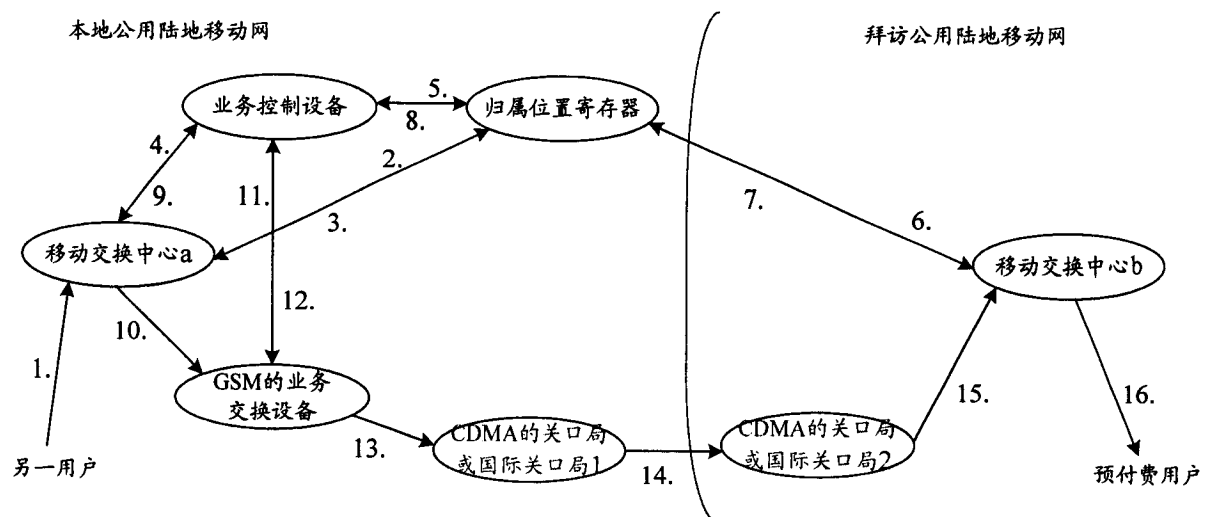 本地公用陆地移动网
拜访公用陆地移动网
业务控制设备
5.
8.
归属位置寄存器
4.
9.
11.
2.
3.
7.
6.
移动交换中心a
移动交换中心b
10.
12.
1.
GSM的业务
交换设备
13.
CDMA的关口局
或国际关口局1
14.
CDMA的关口局
或国际关口局2
15.
16.
另一用户
预付费用户